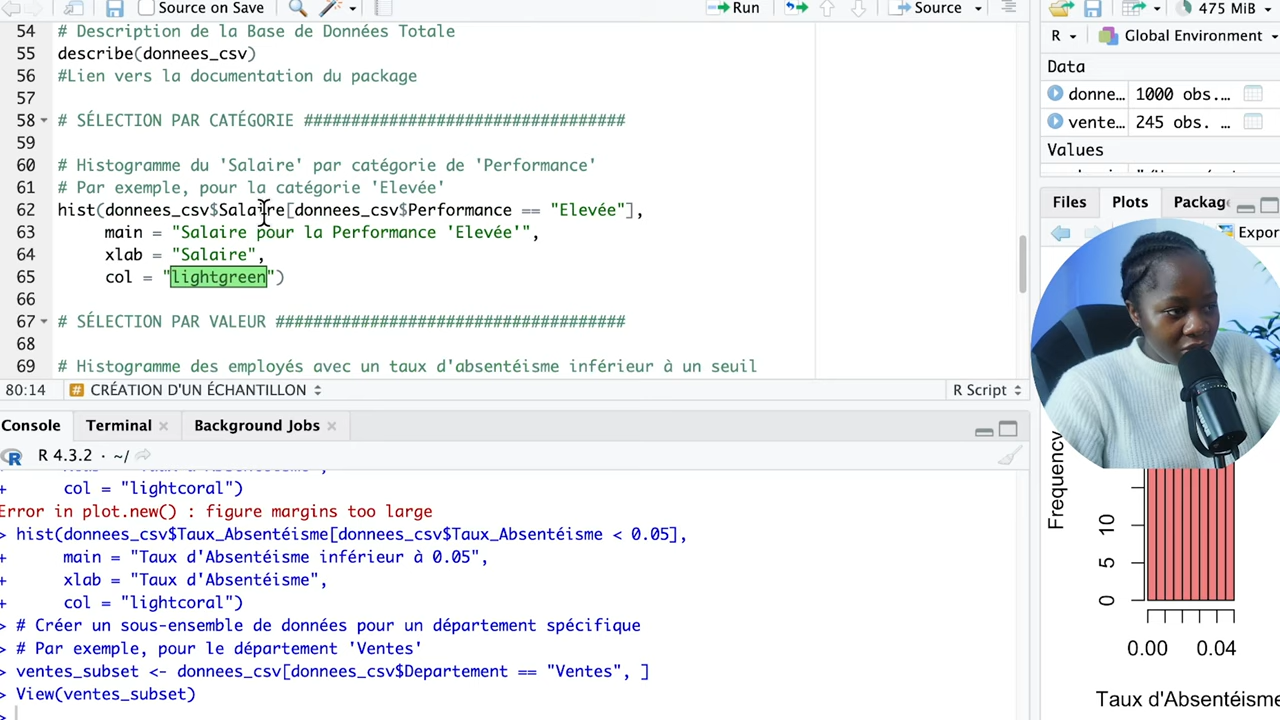 Source on Save
Run
Source
475 MiB
54 # Description de la Base de Données Totale
55 describe(donnees_csv)
56 #Lien vers la documentation du package
57
58 # SÉLECTION PAR CATÉGORIE ##################################
59
60 # Histogramme du 'Salaire' par catégorie de 'Performance'
61 # Par exemple, pour la catégorie 'Elevée'
62 hist(donnees_csv$Salaire[donnees_csv$Performance == "Elevée"],
63 main = "Salaire pour la Performance 'Elevée'",
64 xlab = "Salaire",
65 col = "lightgreen")
66
67 # SÉLECTION PAR VALEUR #####################################
68
69 # Histogramme des employés avec un taux d'absentéisme inférieur à un seuil
80:14 # CRÉATION D'UN ÉCHANTILLON
R Script
R Global Environment
Data
donne… 1000 obs.…
vente… 245 obs. …
Values
Files Plots Packag
Expor
Console Terminal Background Jobs
R 4.3.2 · ~/
+ col = "lightcoral")
Error in plot.new() : figure margins too large
> hist(donnees_csv$Taux_Absentéisme[donnees_csv$Taux_Absentéisme < 0.05],
+ main = "Taux d'Absentéisme inférieur à 0.05",
+ xlab = "Taux d'Absentéisme",
+ col = "lightcoral")
> # Créer un sous-ensemble de données pour un département spécifique
> # Par exemple, pour le département 'Ventes'
> ventes_subset <- donnees_csv[donnees_csv$Departement == "Ventes", ]
> View(ventes_subset)
>
Frequency
10
5
0
0.00 0.04
Taux d'Absentéisme